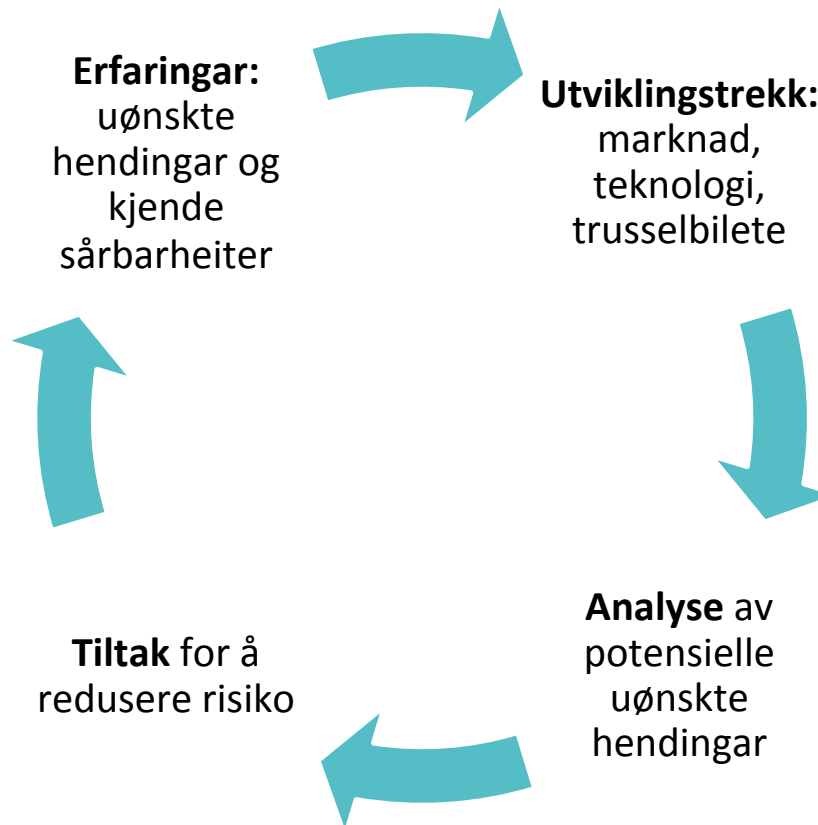 Erfaringar:
uønskte
hendingar og
kjende
sårbarheiter
Utviklingstrekk:
marknad,
teknologi,
trusselbilete
Analyse av
potensielle
uønskte
hendingar
Tiltak for å
redusere risiko